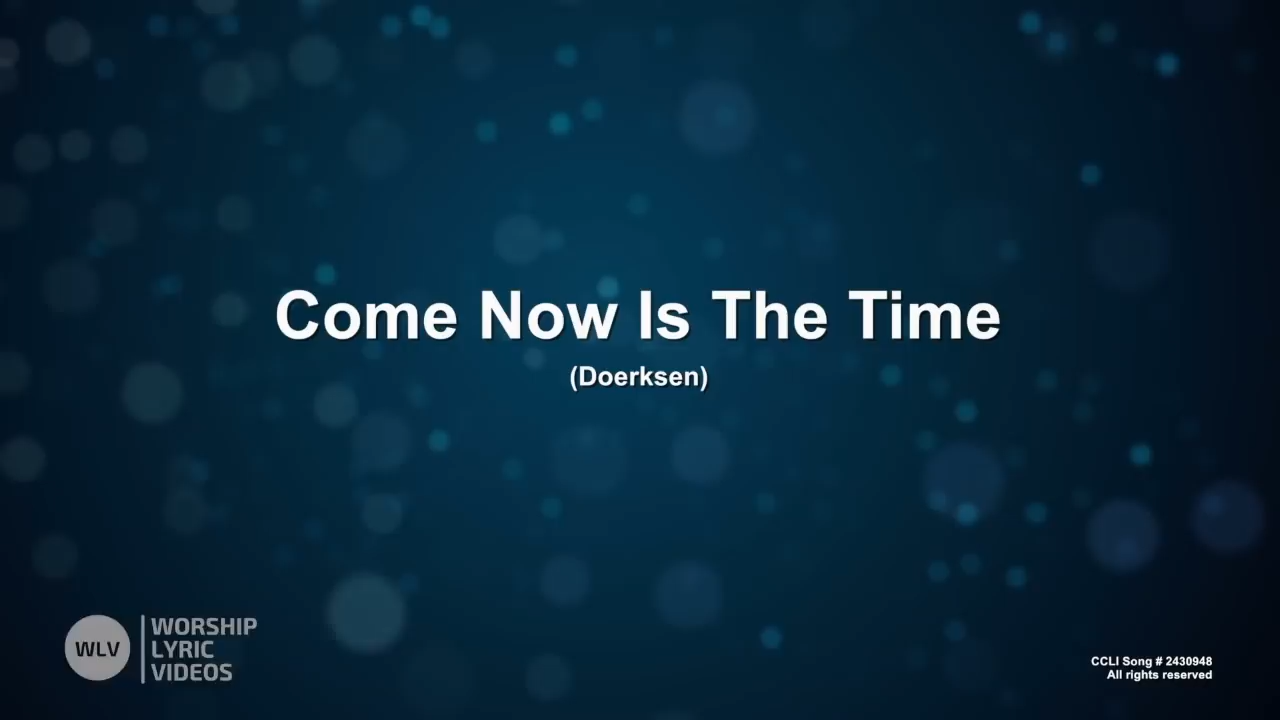 Come Now Is The Time
(Doerksen)
WLV
WORSHIP
LYRIC
VIDEOS
CCLI Song # 2430948
All rights reserved